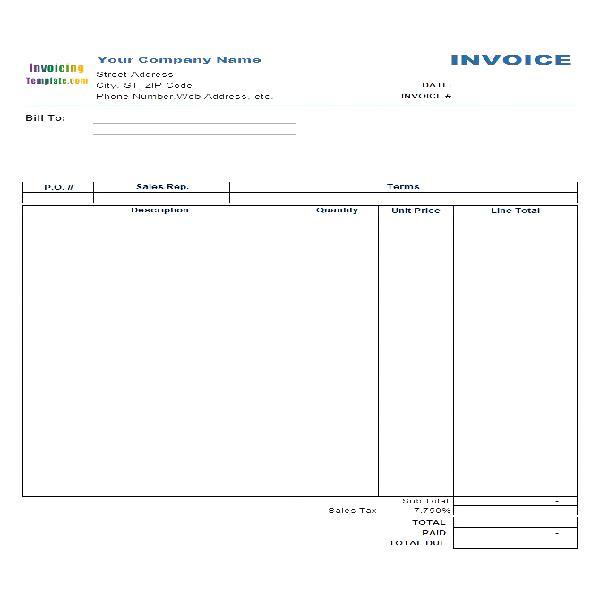 Invoicing
Template.com
Your Company Name
INVOICE
Street Address
City, ST ZIP Code
DATE
Phone Number,Web Address, etc.
INVOICE #
Bill To:
P.O. # Sales Rep. Terms
Description Quantity Unit Price Line Total
Sub Total -
Sales Tax
TOTAL
PAID -
TOTAL DUE